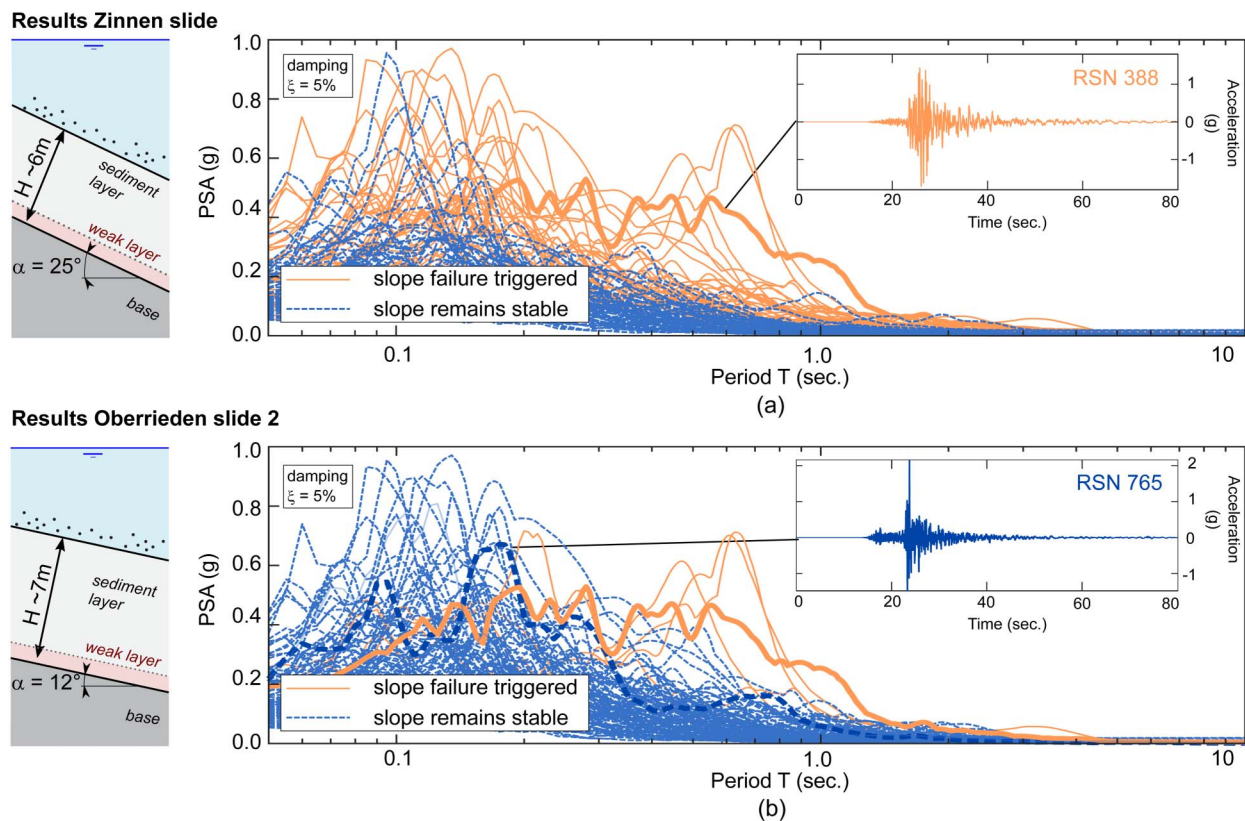 Results Zinnen slide
H ~6m
sediment
layer
weak layer
α = 25°
base
PSA (g)
1.0
0.8
0.6
0.4
0.2
0.0
damping
ξ = 5%
slope failure triggered
slope remains stable
0.1
1.0
10
Period T (sec.)
(a)
RSN 388
1
0
-1
Acceleration
(g)
0
20
40
60
80
Time (sec.)
Results Oberrieden slide 2
H ~7m
sediment
layer
weak layer
α = 12°
base
PSA (g)
1.0
0.8
0.6
0.4
0.2
0.0
damping
ξ = 5%
slope failure triggered
slope remains stable
0.1
1.0
10
Period T (sec.)
(b)
RSN 765
2
1
0
-1
Acceleration
(g)
0
20
40
60
80
Time (sec.)